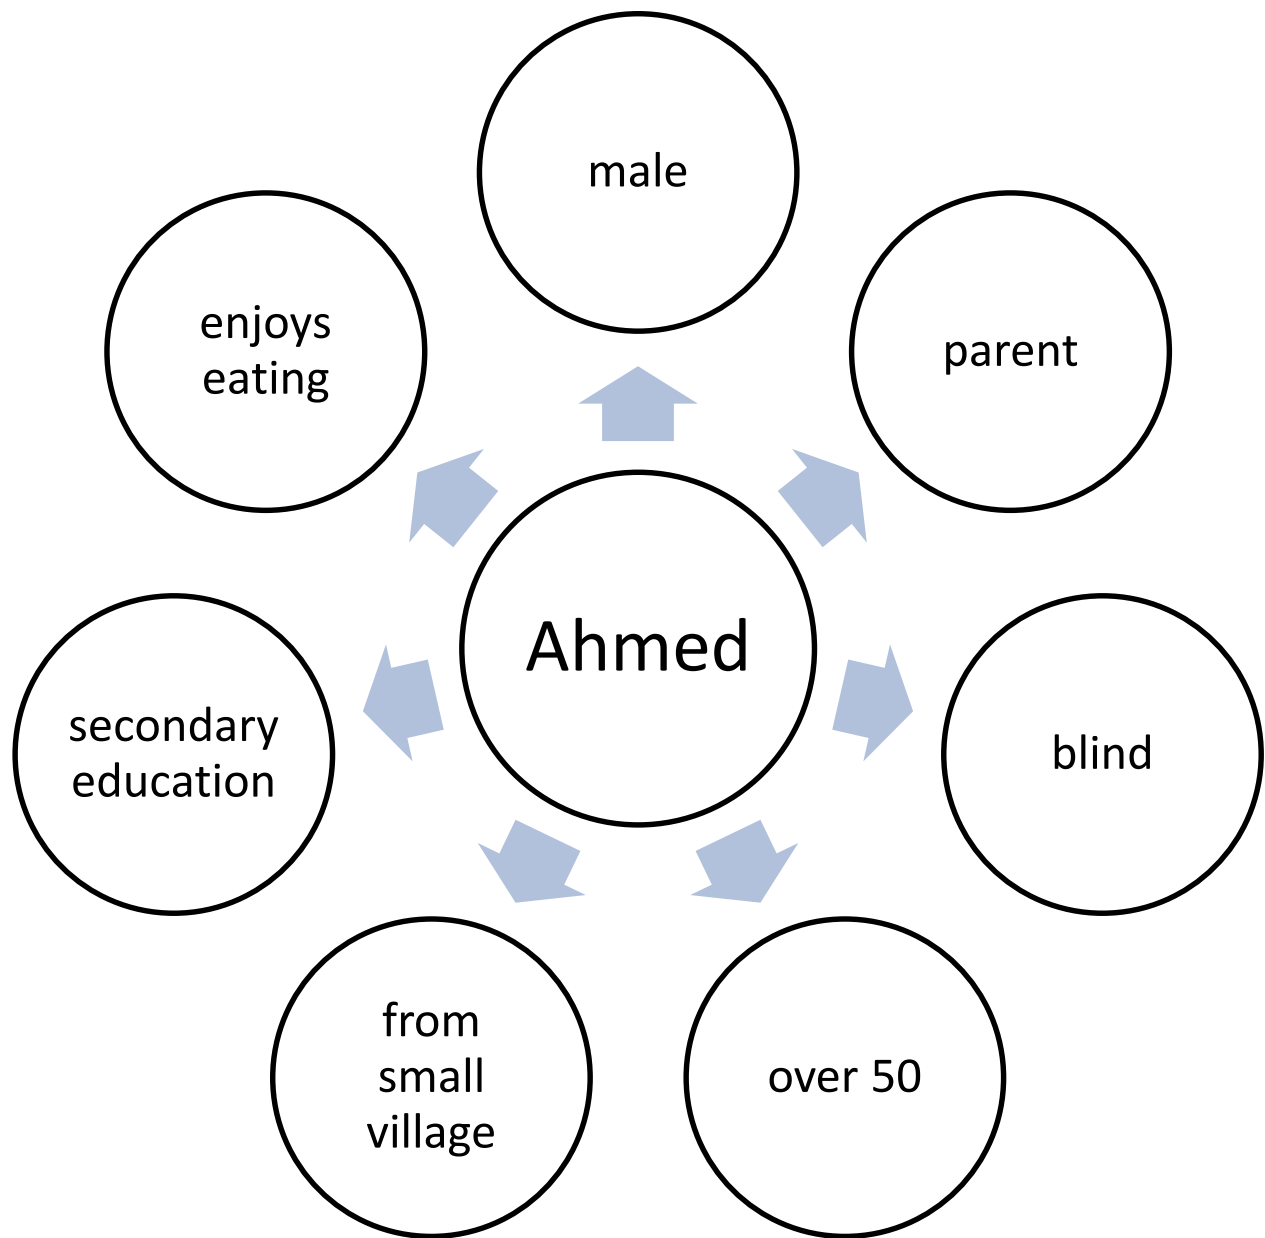 male
parent
blind
over 50
from
small
village
secondary
education
enjoys
eating
Ahmed